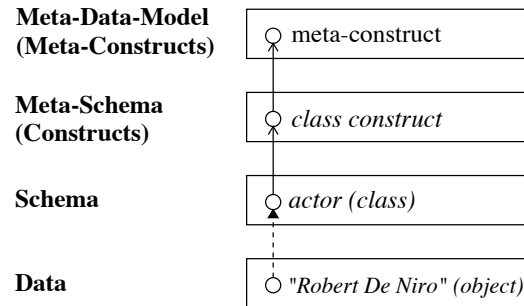 Meta-Data-Model
(Meta-Constructs)
meta-construct
Meta-Schema
(Constructs)
class construct
Schema
actor (class)
Data
"Robert De Niro" (object)